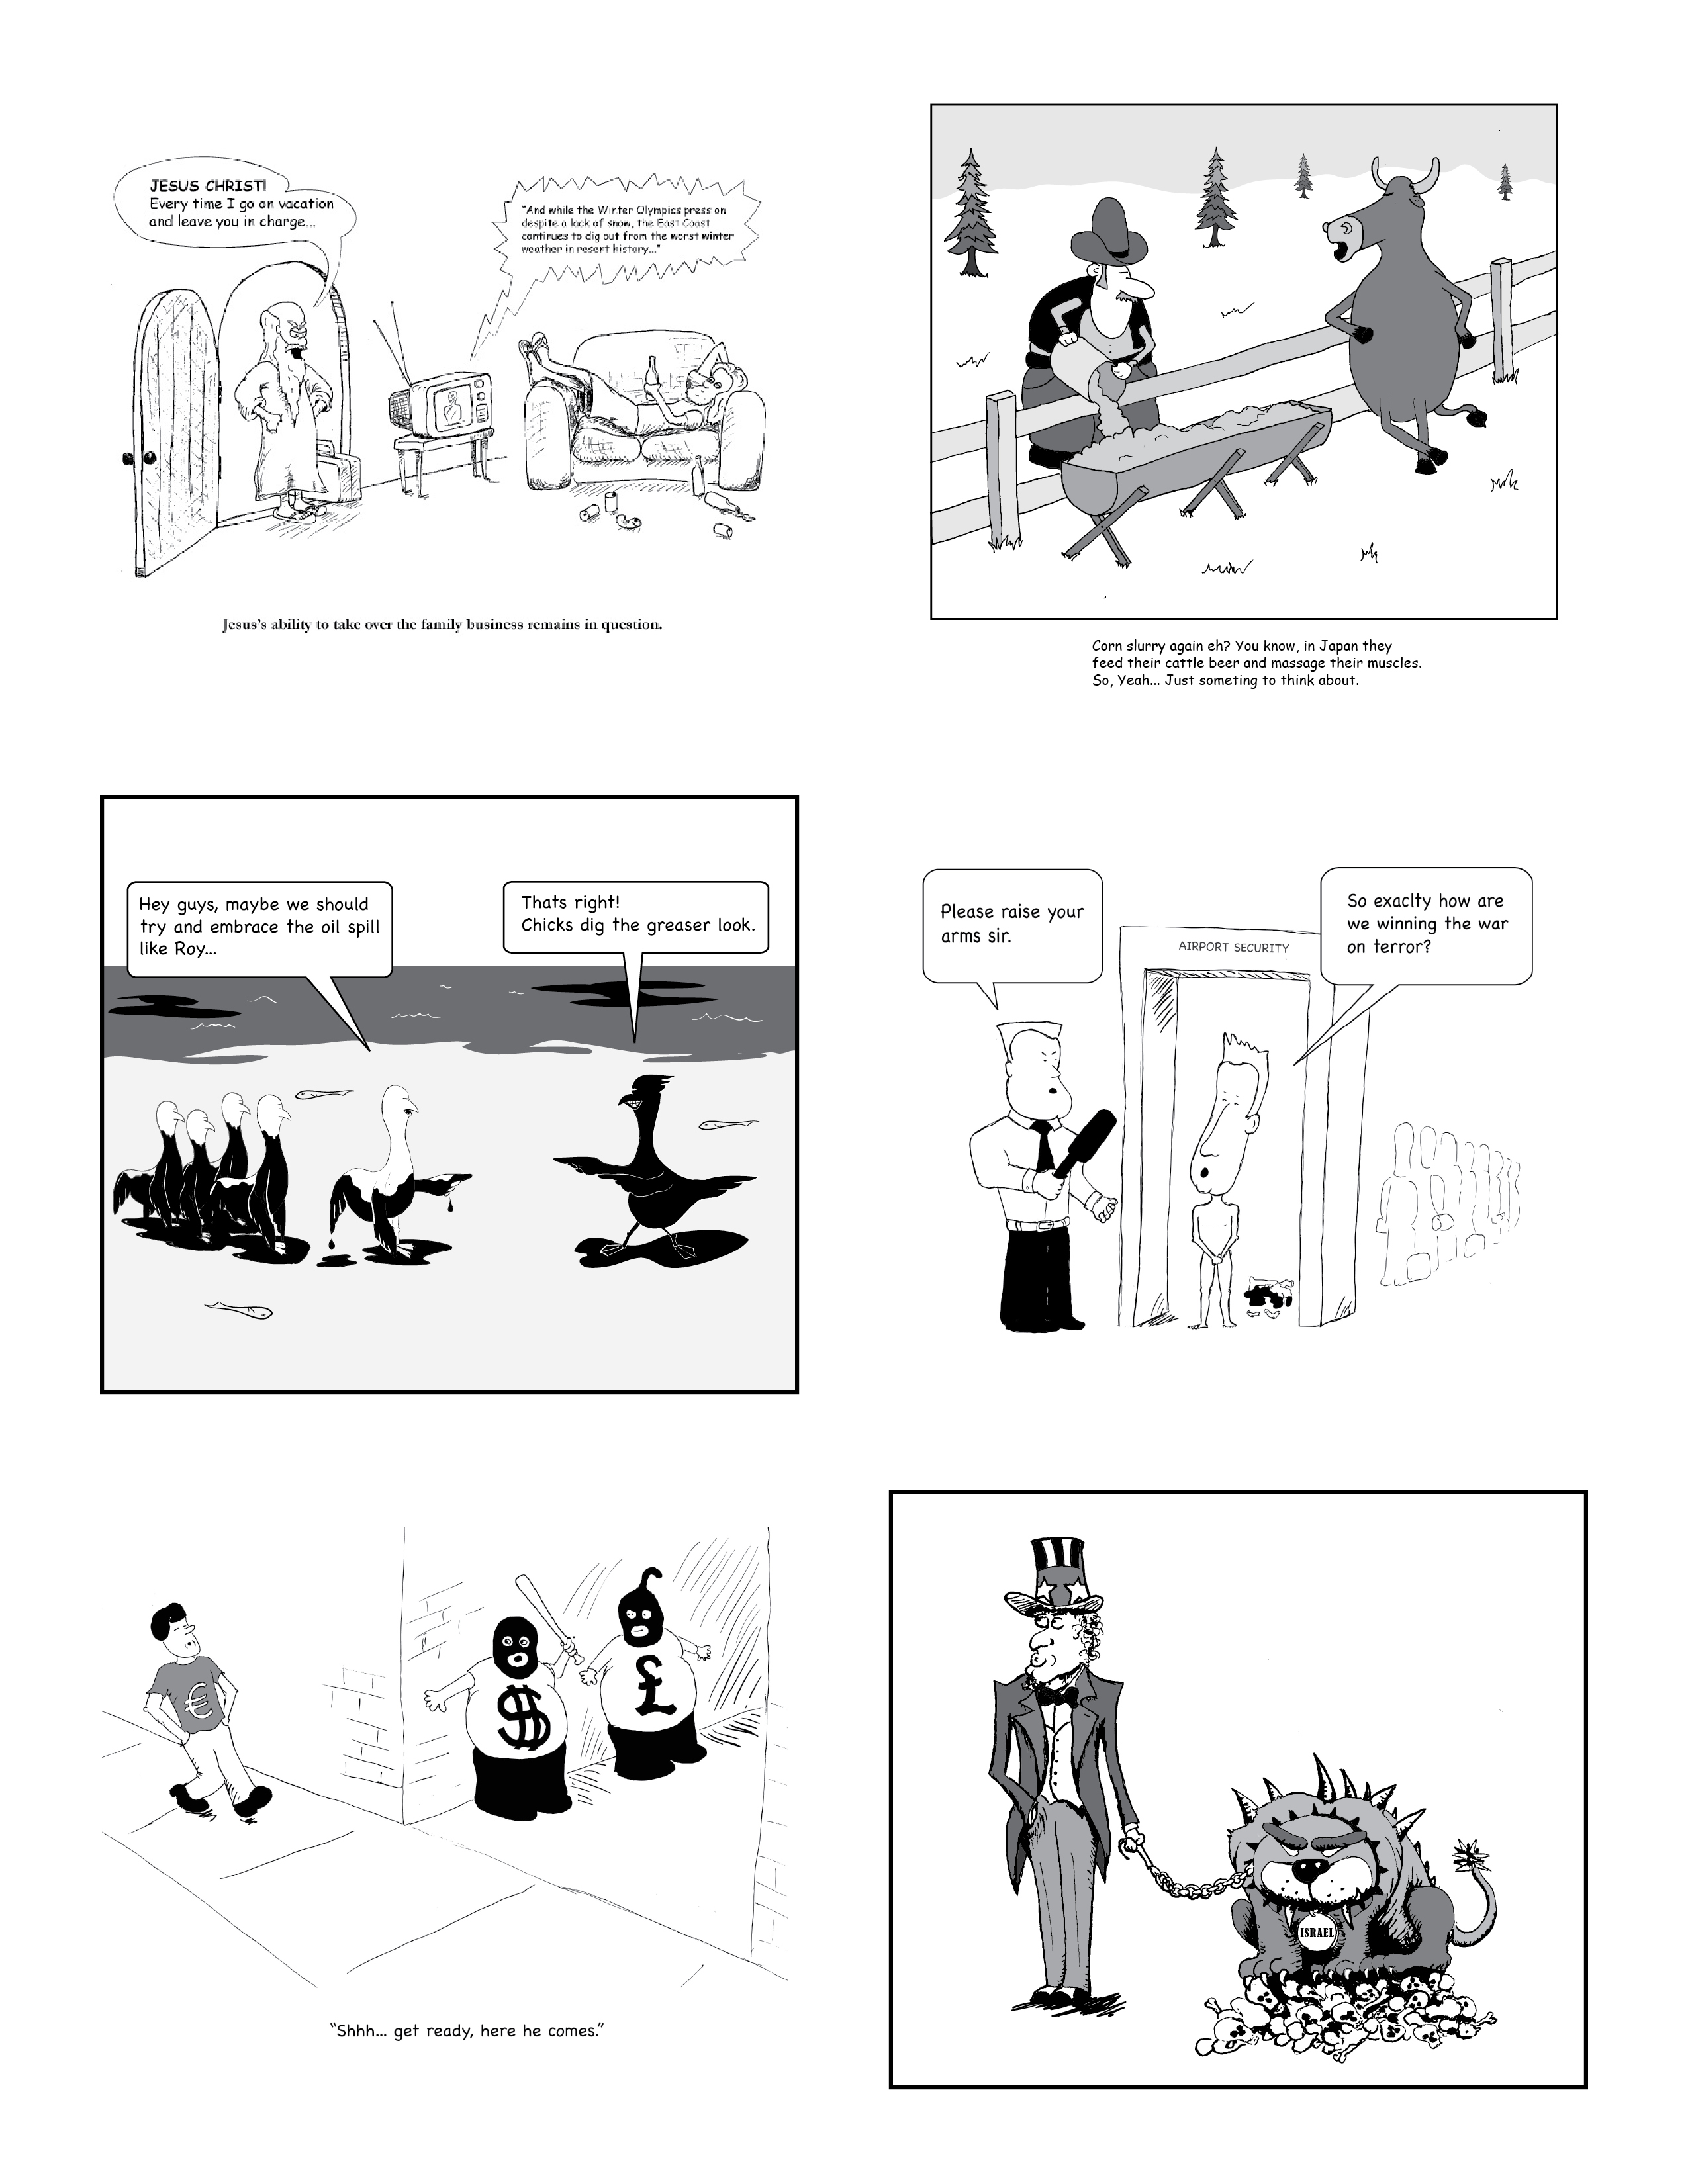 JESUS CHRIST!
Every time I go on vacation
and leave you in charge...
"And while the Winter Olympics press on
despite a lack of snow, the East Coast
continues to dig out from the worst winter
weather in resent history..."
Jesus's ability to take over the family business remains in question.
Corn slurry again eh? You know, in Japan they
feed their cattle beer and massage their muscles.
So, Yeah... Just someting to think about.
Hey guys, maybe we should
try and embrace the oil spill
like Roy...
Thats right!
Chicks dig the greaser look.
Please raise your
arms sir.
AIRPORT SECURITY
So exaclty how are
we winning the war
on terror?
€
$
£
“Shhh... get ready, here he comes.”
ISRAEL